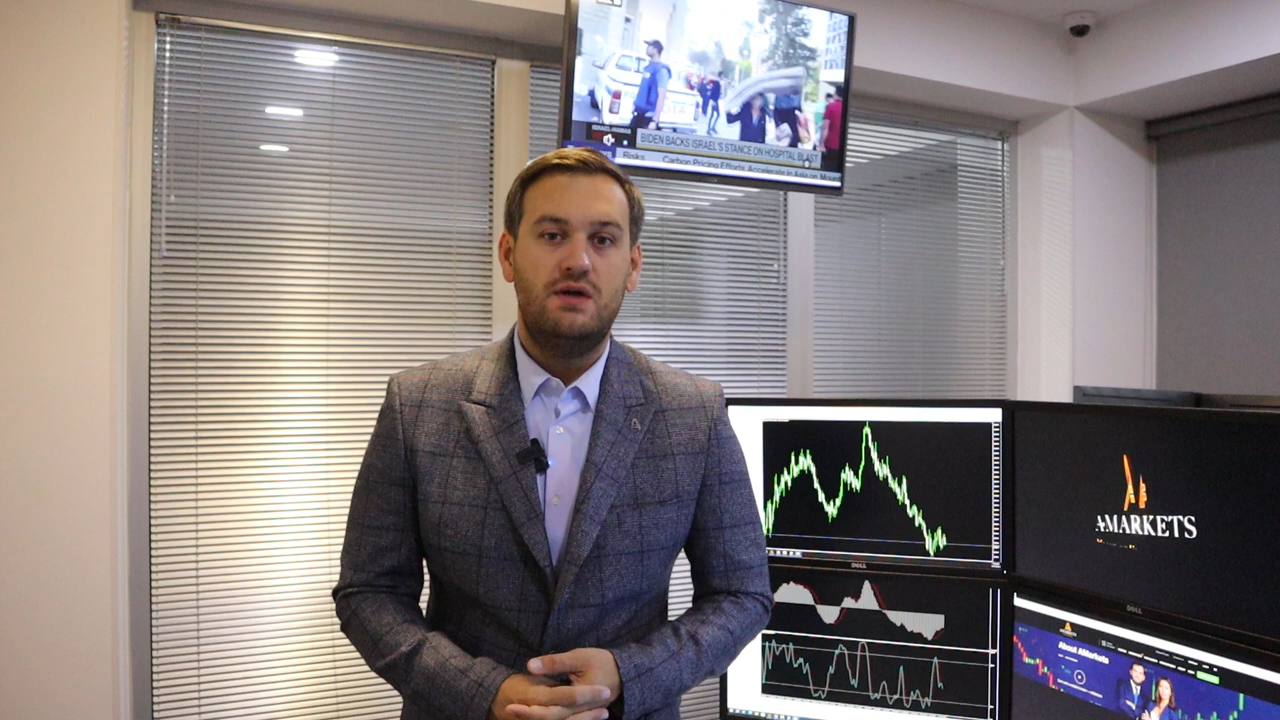 BIDEN BACKS ISRAEL'S STANCE ON HOSPITAL BLAST
Risks Carbon Pricing Efforts Accelerate in Asia on Mount
AMARKETS
DELL
DELL
About AMarkets